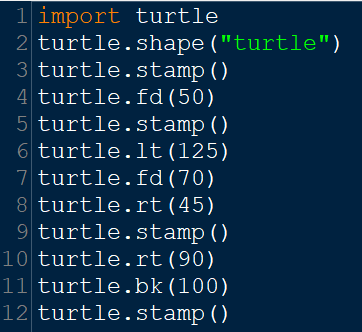 1 import turtle
2 turtle.shape("turtle")
3 turtle.stamp()
4 turtle.fd(50)
5 turtle.stamp()
6 turtle.lt(125)
7 turtle.fd(70)
8 turtle.rt(45)
9 turtle.stamp()
10 turtle.rt(90)
11 turtle.bk(100)
12 turtle.stamp()